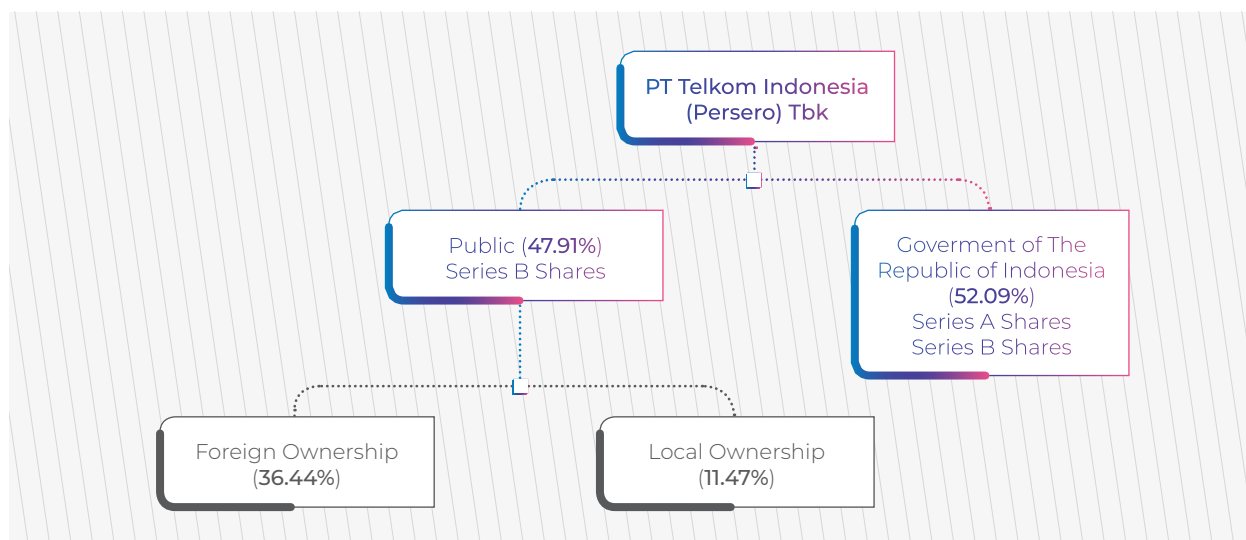 PT Telkom Indonesia
(Persero) Tbk
Public (47.91%)
Series B Shares
Goverment of The
Republic of Indonesia
(52.09%)
Series A Shares
Series B Shares
Foreign Ownership
(36.44%)
Local Ownership
(11.47%)